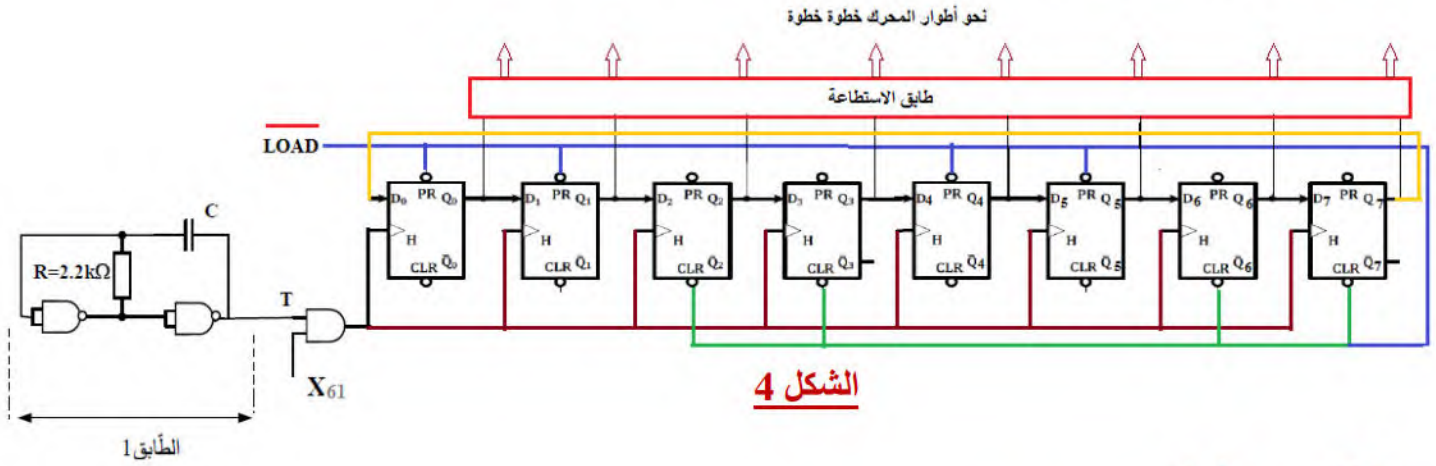 نحو أطوار المحرك خطوة خطوة
طابق الاستطاعة
LOAD
D₀ PR Q₀
H
CLR Q̄₀
D₁ PR Q₁
H
CLR Q̄₁
D₂ PR Q₂
H
CLR Q̄₂
D₃ PR Q₃
H
CLR Q̄₃
D₄ PR Q₄
H
CLR Q̄₄
D₅ PR Q₅
H
CLR Q̄₅
D₆ PR Q₆
H
CLR Q̄₆
D₇ PR Q₇
H
CLR Q̄₇
C
R=2.2kΩ
T
X₆₁
الشكل 4
الطّابق1